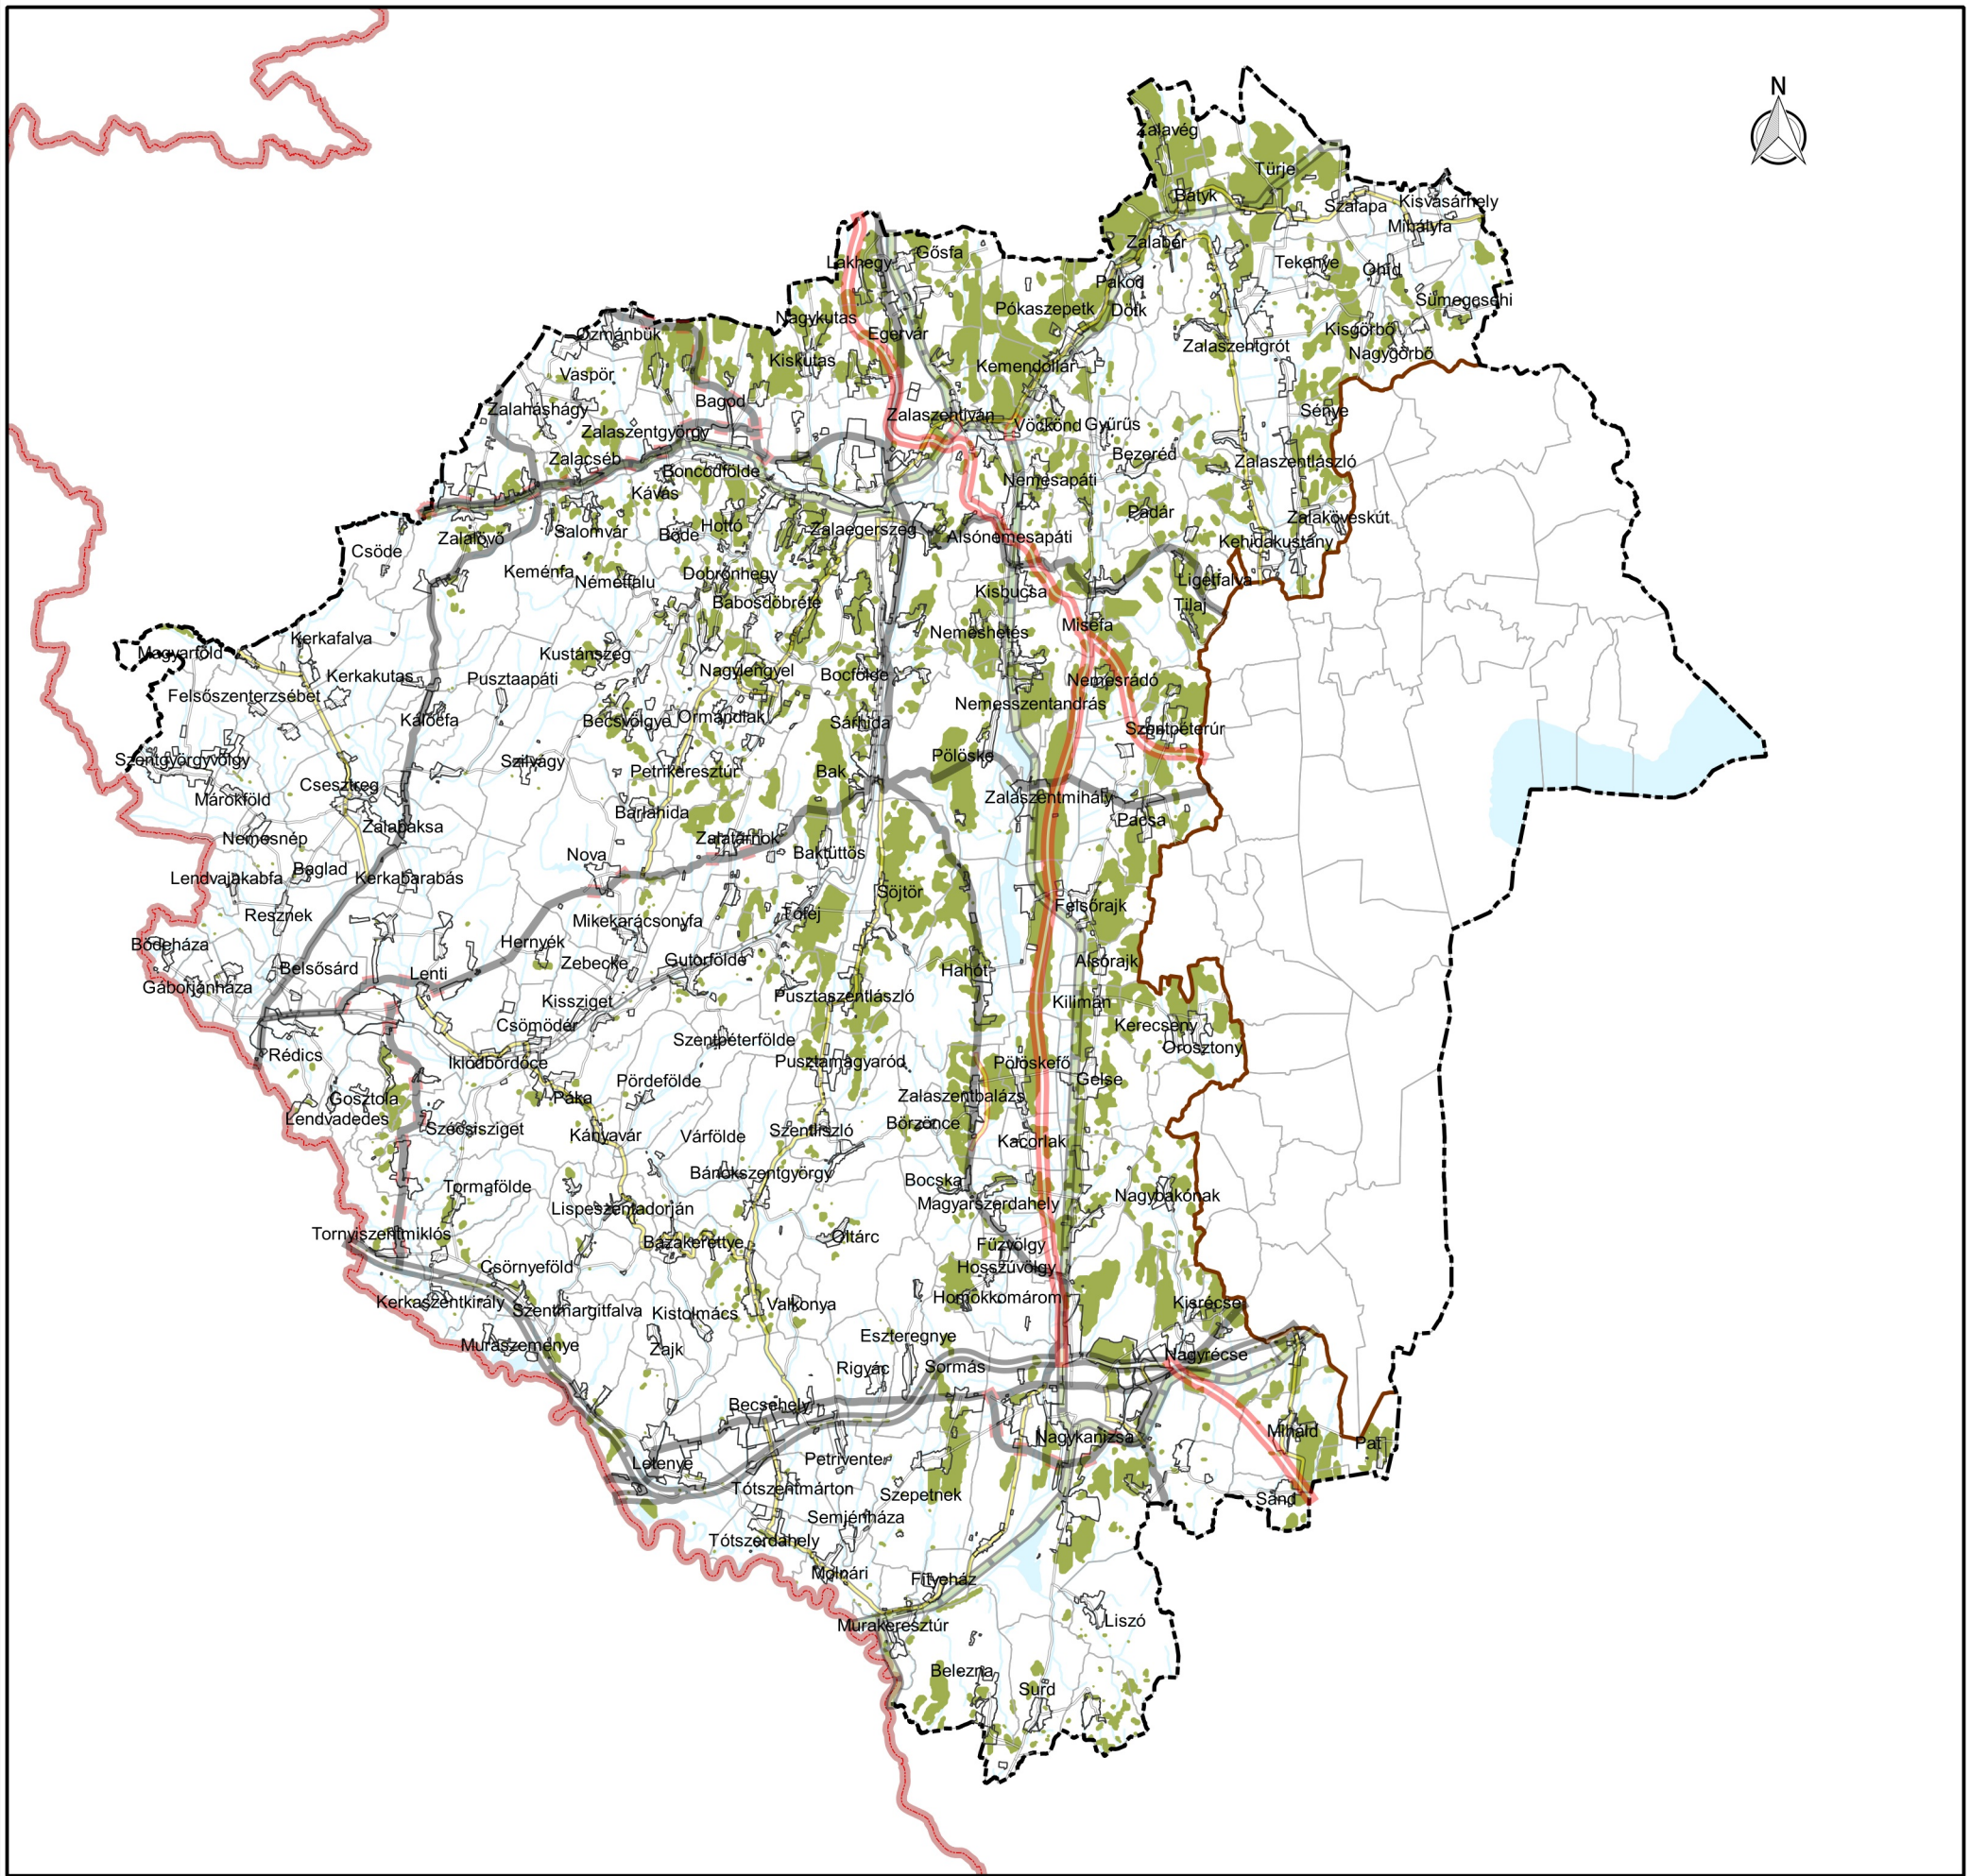 N
Zalavég
Türje
Batyk
Szalapa
Kisvásárhely
Mihályfa
Zalabér
Gősfa
Lakhegy
Tekenye
Óhíd
Pakod
Sümegcsehi
Pókaszepetk
Dötk
Nagykutas
Kisgörbő
Ozmánbük
Egervár
Zalaszentgrót
Nagygörbő
Kiskutas
Kemendollár
Vaspör
Bagod
Zalaháshágy
Sénye
Zalaszentiván
Vöckönd
Gyűrűs
Zalaszentgyörgy
Bezeréd
Zalacséb
Zalaszentlászló
Boncodfölde
Nemesapáti
Kávás
Padár
Zalaköveskút
Hottó
Zalaegerszeg
Salomvár
Böde
Zalalövő
Alsónemesapáti
Kehidakustány
Csöde
Keménfa
Dobronhegy
Németfalu
Ligetfalva
Kisbucsa
Babosdöbréte
Tilaj
Misefa
Nemeshetés
Kerkafalva
Magyarföld
Kustánszeg
Nagylengyel
Bocfölde
Kerkakutas
Pusztaapáti
Nemesrádó
Felsőszenterzsébet
Nemesszentandrás
Kálócfa
Becsvölgye
Ormándlak
Sárhida
Szentpéterúr
Pölöske
Szentgyörgyvölgy
Szilvágy
Petrikeresztúr
Bak
Csesztreg
Zalaszentmihály
Márokföld
Barlahida
Pacsa
Zalabaksa
Nemesnép
Zalatárnok
Baktüttös
Nova
Baglad
Lendvajakabfa
Kerkabarabás
Söjtör
Resznek
Felsőrajk
Mikekarácsonyfa
Tófej
Bödeháza
Hernyék
Zebecke
Gutorfölde
Alsórajk
Belsősárd
Lenti
Hahót
Gáborjánháza
Pusztaszentlászló
Kissziget
Kilimán
Csömödér
Kerecseny
Szentpéterfölde
Orosztony
Rédics
Iklódbördőce
Pusztamagyaród
Pölöskefő
Pördefölde
Gelse
Gosztola
Páka
Zalaszentbalázs
Lendvadedes
Szécsisziget
Börzönce
Kányavár
Várfölde
Szentliszló
Kacorlak
Bánokszentgyörgy
Bocska
Tormafölde
Nagybakónak
Magyarszerdahely
Lispeszentadorján
Tornyiszentmiklós
Oltárc
Bázakerettye
Fűzvölgy
Csörnyeföld
Hosszúvölgy
Homokkomárom
Kerkaszentkirály
Valkonya
Kisrécse
Szentmargitfalva
Kistolmács
Eszteregnye
Muraszemenye
Zajk
Nagyrécse
Rigyác
Sormás
Becsehely
Miháld
Nagykanizsa
Pat
Petrivente
Letenye
Tótszentmárton
Szepetnek
Sand
Semjénháza
Tótszerdahely
Molnári
Fityeház
Murakeresztúr
Liszó
Belezna
Surd